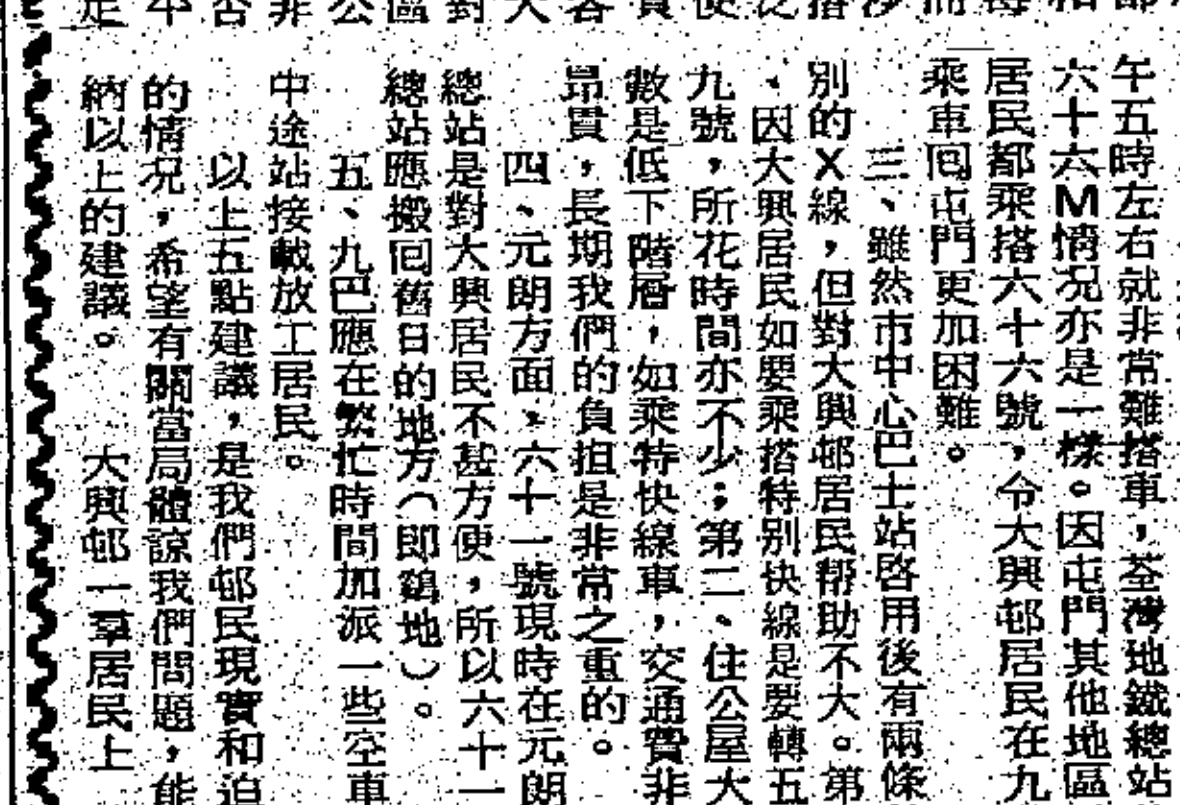 午五時左右就非常難搭車，荃灣地鐵總站
六十六M情况亦是一樣。因屯門其他地區
居民都乘搭六十六號，令大興邨居民在九
乘車囘屯門更加困難。
三、雖然市中心巴士站啓用後有兩條
別的X線，但對大興邨居民幫助不大。第
、因大興居民如要乘搭特別快線是要轉五
九號，所花時間亦不少；第二、住公屋大
數是低下階層，如乘特快線車，交通費非
昂貴，長期我們的負担是非常之重的。
四、元朗方面，六十一號現時在元朗
總站是對大興居民不甚方便，所以六十一
總站應搬囘舊日的地方（即鷄地）。
五、九巴應在繁忙時間加派一些空車
中途站接載放工居民。
以上五點建議，是我們邨民現實和迫
的情况，希望有關當局體諒我們問題，能
納以上的建議。　大興邨一羣居民上